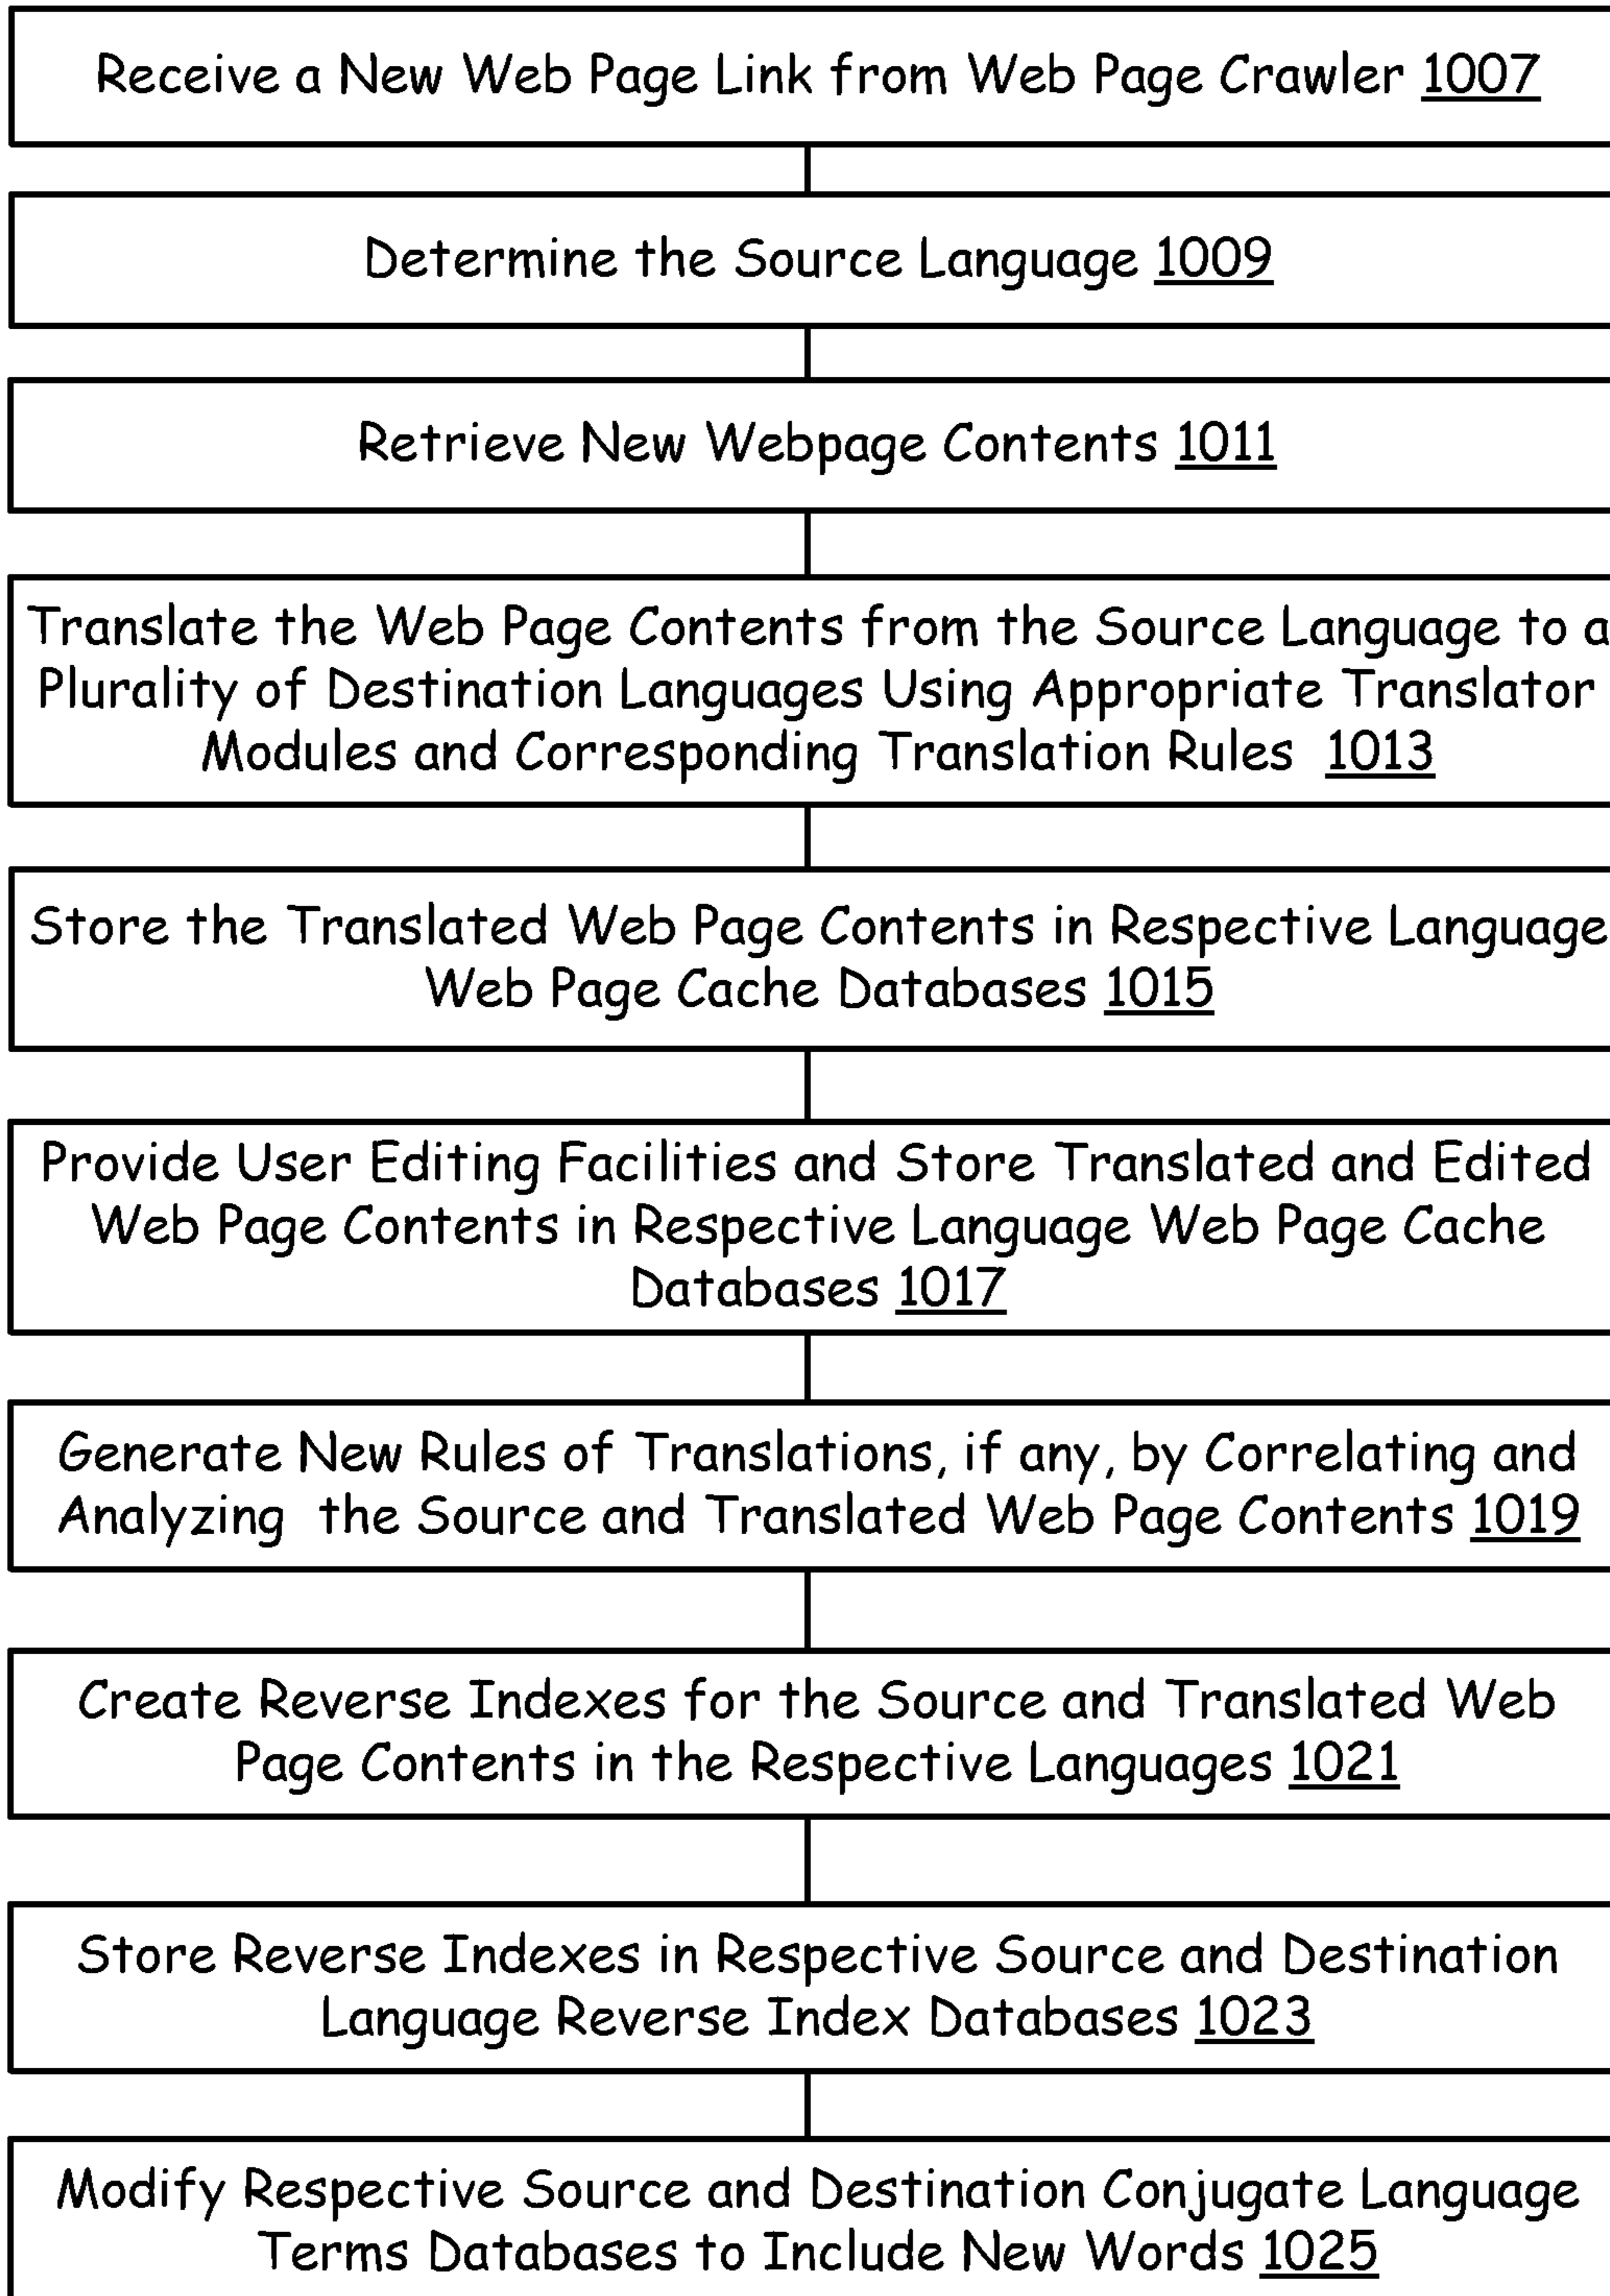 Receive a New Web Page Link from Web Page Crawler 1007
Determine the Source Language 1009
Retrieve New Webpage Contents 1011
Translate the Web Page Contents from the Source Language to a
Plurality of Destination Languages Using Appropriate Translator
Modules and Corresponding Translation Rules 1013
Store the Translated Web Page Contents in Respective Language
Web Page Cache Databases 1015
Provide User Editing Facilities and Store Translated and Edited
Web Page Contents in Respective Language Web Page Cache
Databases 1017
Generate New Rules of Translations, if any, by Correlating and
Analyzing the Source and Translated Web Page Contents 1019
Create Reverse Indexes for the Source and Translated Web
Page Contents in the Respective Languages 1021
Store Reverse Indexes in Respective Source and Destination
Language Reverse Index Databases 1023
Modify Respective Source and Destination Conjugate Language
Terms Databases to Include New Words 1025